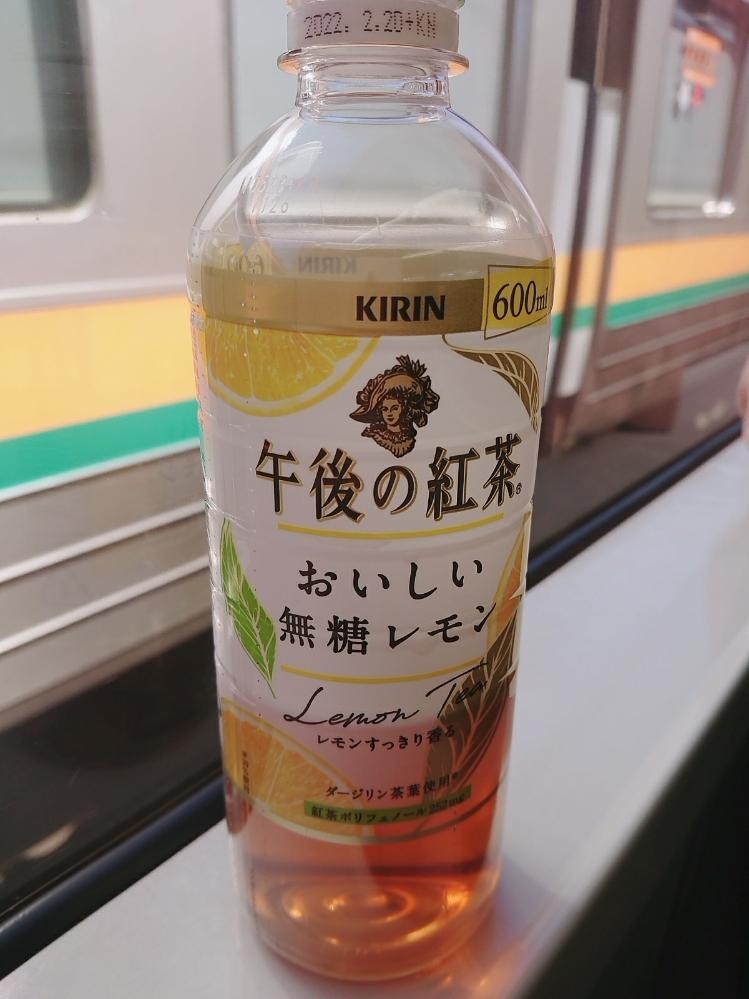 2022. 2.20+KN
KIRIN
600ml
午後の紅茶®
おいしい
無糖レモン
Lemon Tea
レモンすっきり香る
ダージリン茶葉使用
紅茶ポリフェノール 252mg